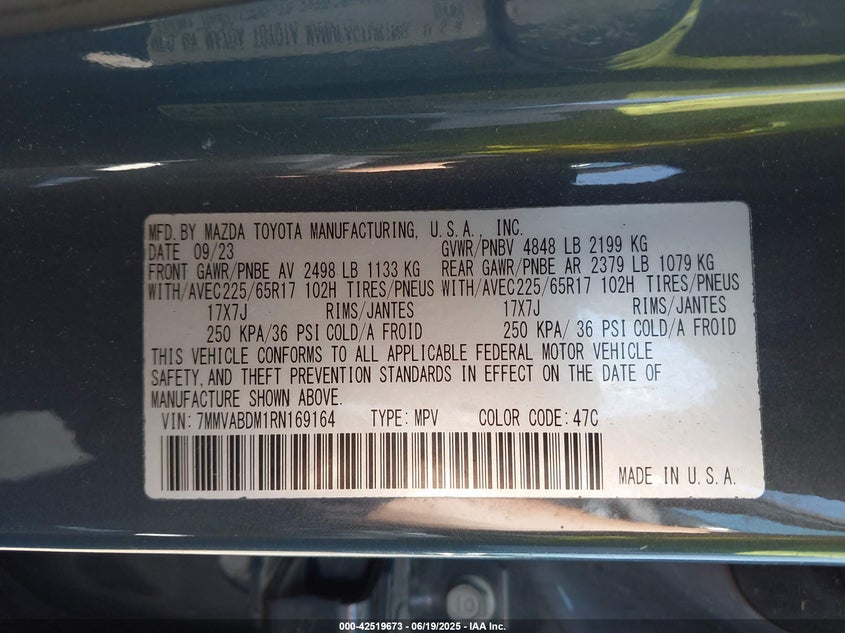 MFD. BY MAZDA TOYOTA MANUFACTURING, U.S.A., INC.
DATE 09/23 GVWR/PNBV 4848 LB 2199 KG
FRONT GAWR/PNBE AV 2498 LB 1133 KG REAR GAWR/PNBE AR 2379 LB 1079 KG
WITH/AVEC225/65R17 102H TIRES/PNEUS WITH/AVEC225/65R17 102H TIRES/PNEUS
17X7J RIMS/JANTES 17X7J RIMS/JANTES
250 KPA/36 PSI COLD/A FROID 250 KPA/ 36 PSI COLD/A FROID
THIS VEHICLE CONFORMS TO ALL APPLICABLE FEDERAL MOTOR VEHICLE
SAFETY, AND THEFT PREVENTION STANDARDS IN EFFECT ON THE DATE OF
MANUFACTURE SHOWN ABOVE.
VIN: 7MMVABDM1RN169164 TYPE: MPV COLOR CODE: 47C
MADE IN U.S.A.
000-42519673 - 06/19/2025 - IAA Inc.